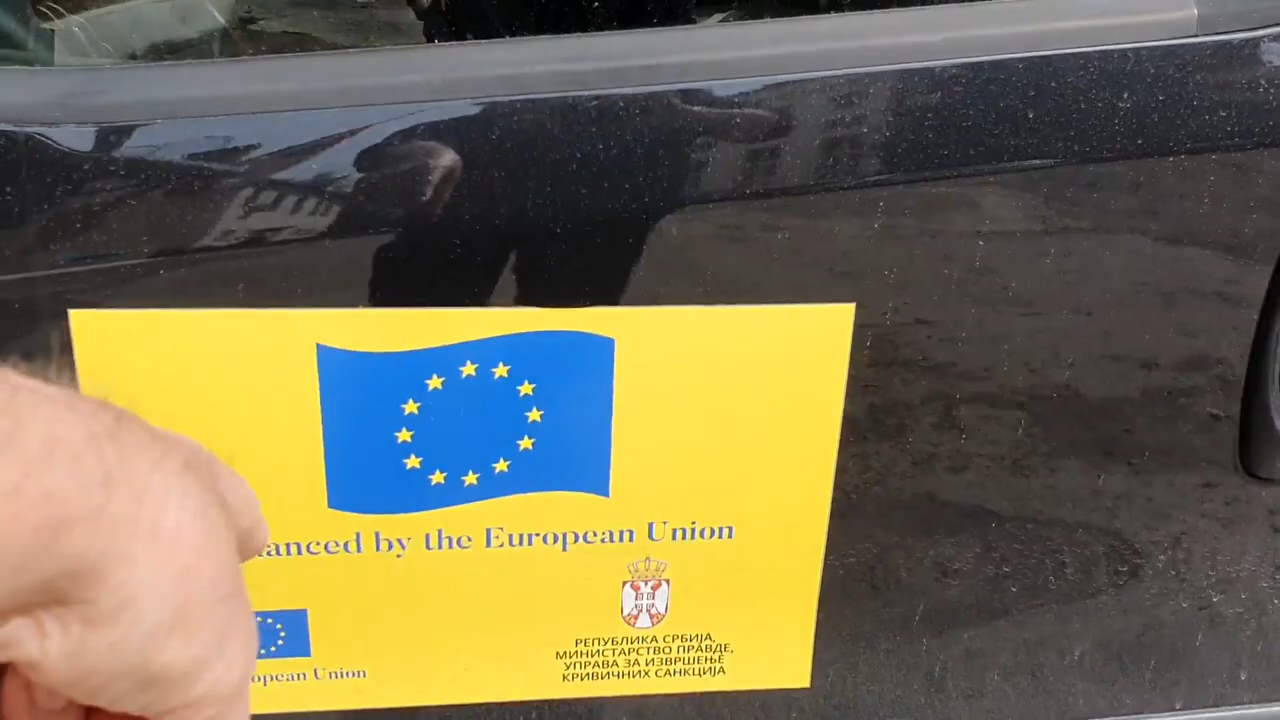 anced by the European Union
opean Union
РЕПУБЛИКА СРБИЈА,
МИНИСТАРСТВО ПРАВДЕ,
УПРАВА ЗА ИЗВРШЕЊЕ
КРИВИЧНИХ САНКЦИЈА